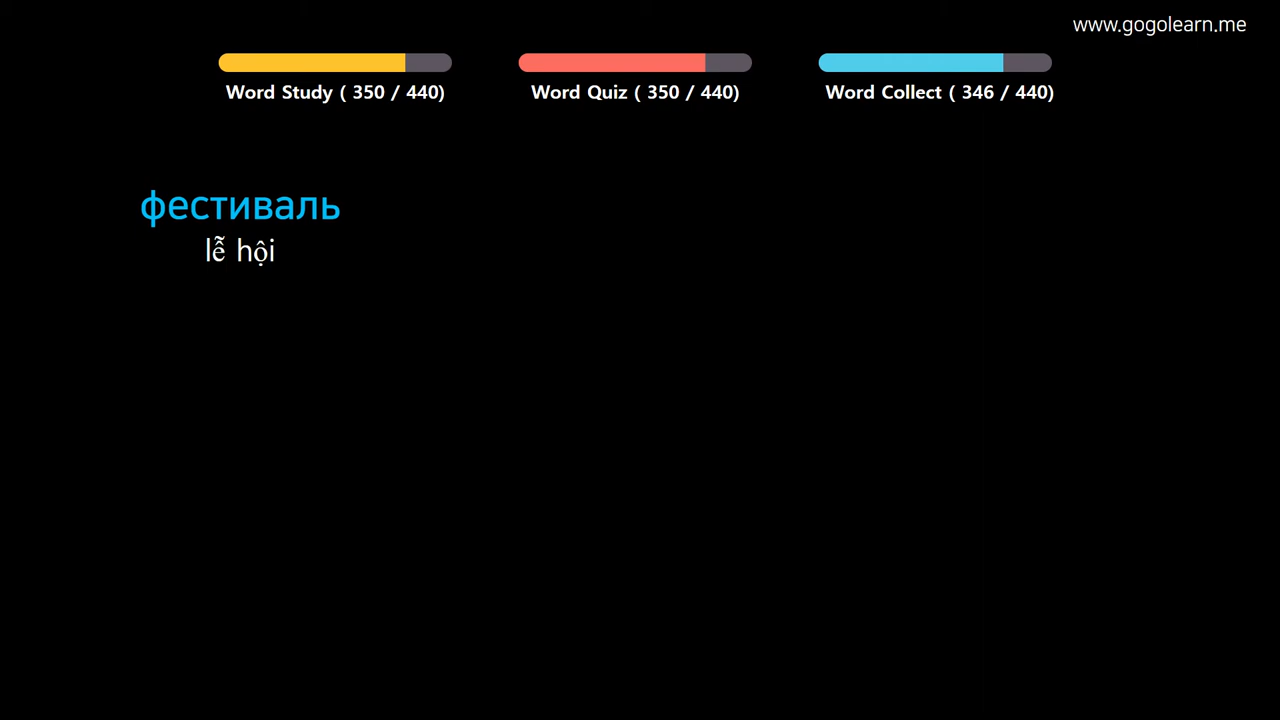 www.gogolearn.me
Word Study ( 350 / 440)
Word Quiz ( 350 / 440)
Word Collect ( 346 / 440)
фестиваль
lễ hội